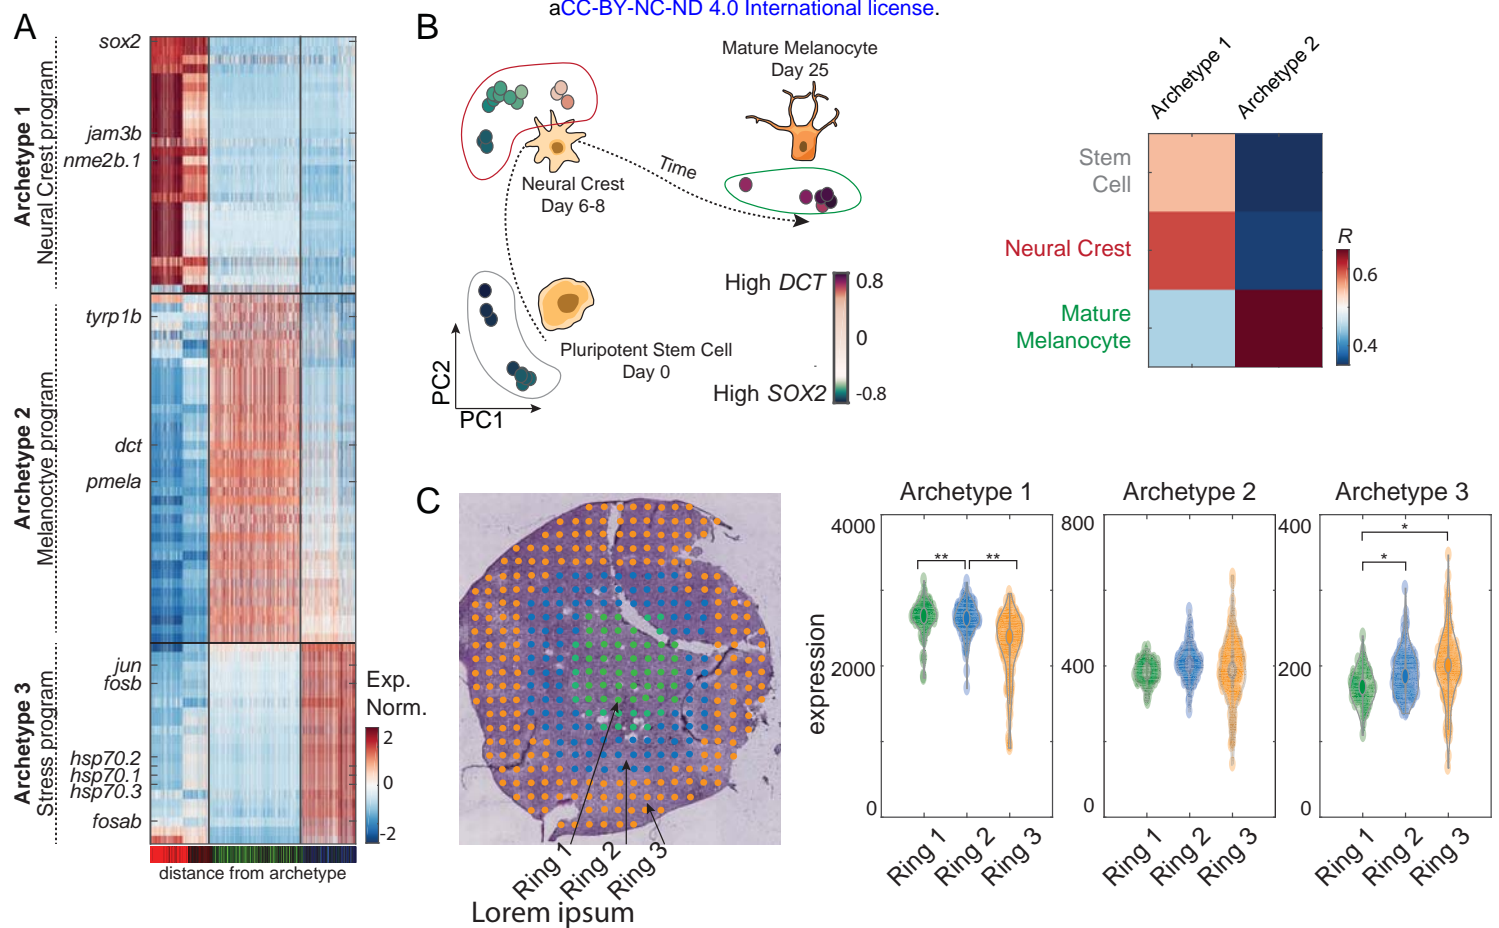 aCC-BY-NC-ND 4.0 International license.
A
Archetype 1
Neural Crest program
sox2
jam3b
nme2b.1
Archetype 2
Melanoctye program
tyrp1b
dct
pmela
Archetype 3
Stress program
jun
fosb
hsp70.2
hsp70.1
hsp70.3
fosab
Exp.
Norm.
2
0
-2
distance from archetype
B
Mature Melanocyte
Day 25
Neural Crest
Day 6-8
Time
Pluripotent Stem Cell
Day 0
PC2
PC1
High DCT
High SOX2
0.8
0
-0.8
Archetype 1
Archetype 2
Stem
Cell
Neural Crest
Mature
Melanocyte
R
0.6
0.4
C
Ring 1
Ring 2
Ring 3
Lorem ipsum
Archetype 1
expression
4000
2000
0
**
**
Ring 1
Ring 2
Ring 3
Archetype 2
800
400
0
Ring 1
Ring 2
Ring 3
Archetype 3
400
200
0
*
*
Ring 1
Ring 2
Ring 3